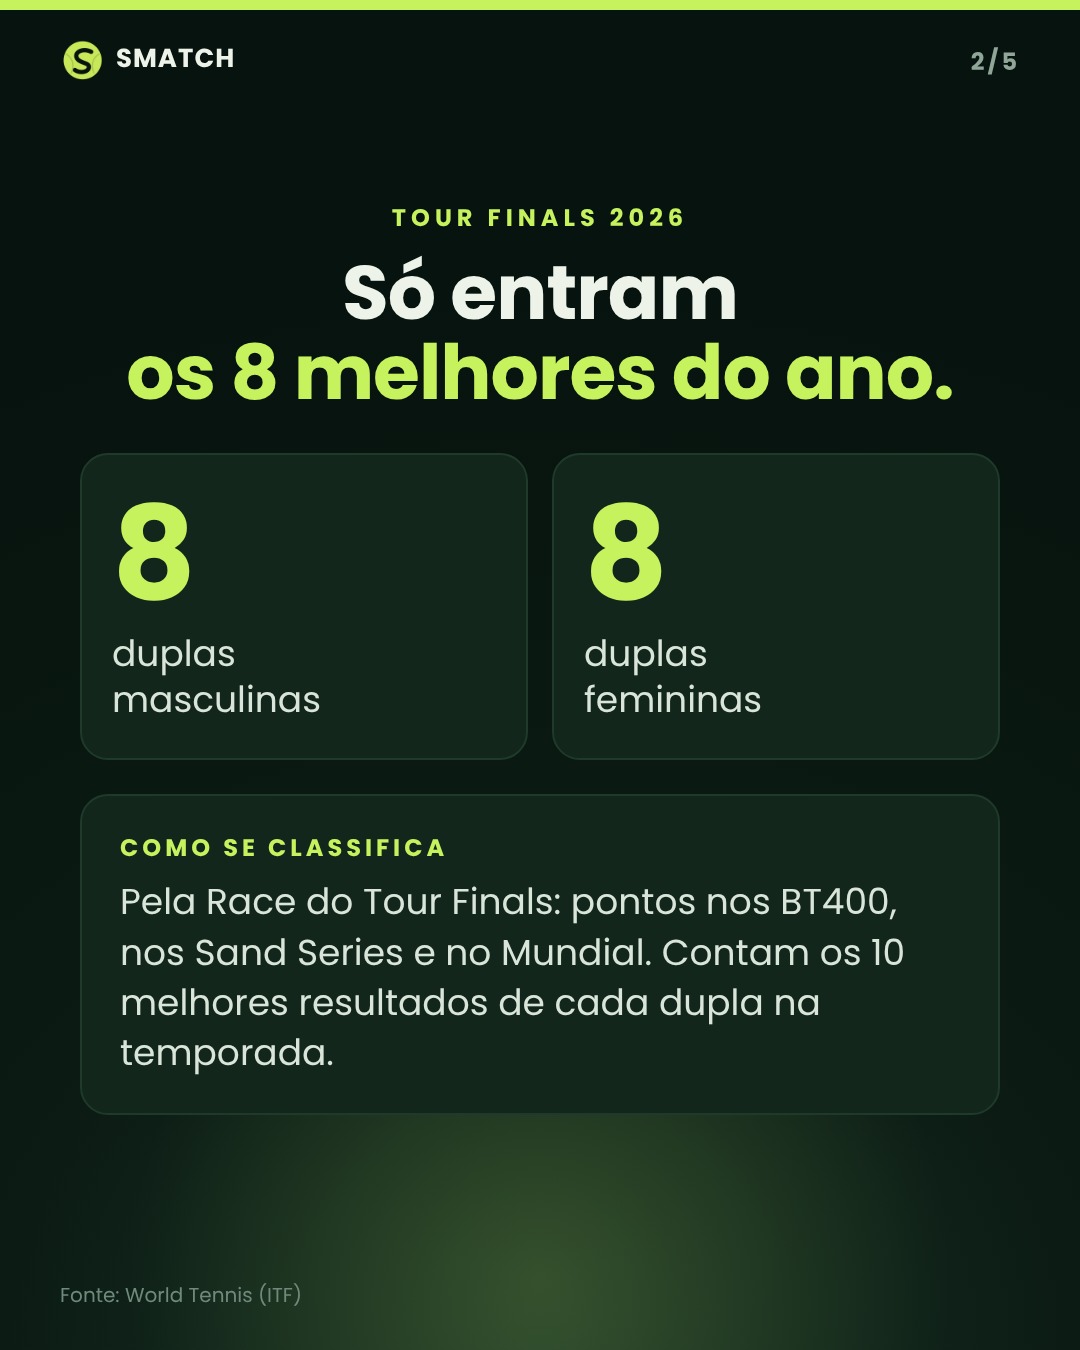 SMATCH
2/5
TOUR FINALS 2026
Só entram
os 8 melhores do ano.
8
duplas
masculinas
8
duplas
femininas
COMO SE CLASSIFICA
Pela Race do Tour Finals: pontos nos BT400,
nos Sand Series e no Mundial. Contam os 10
melhores resultados de cada dupla na
temporada.
Fonte: World Tennis (ITF)